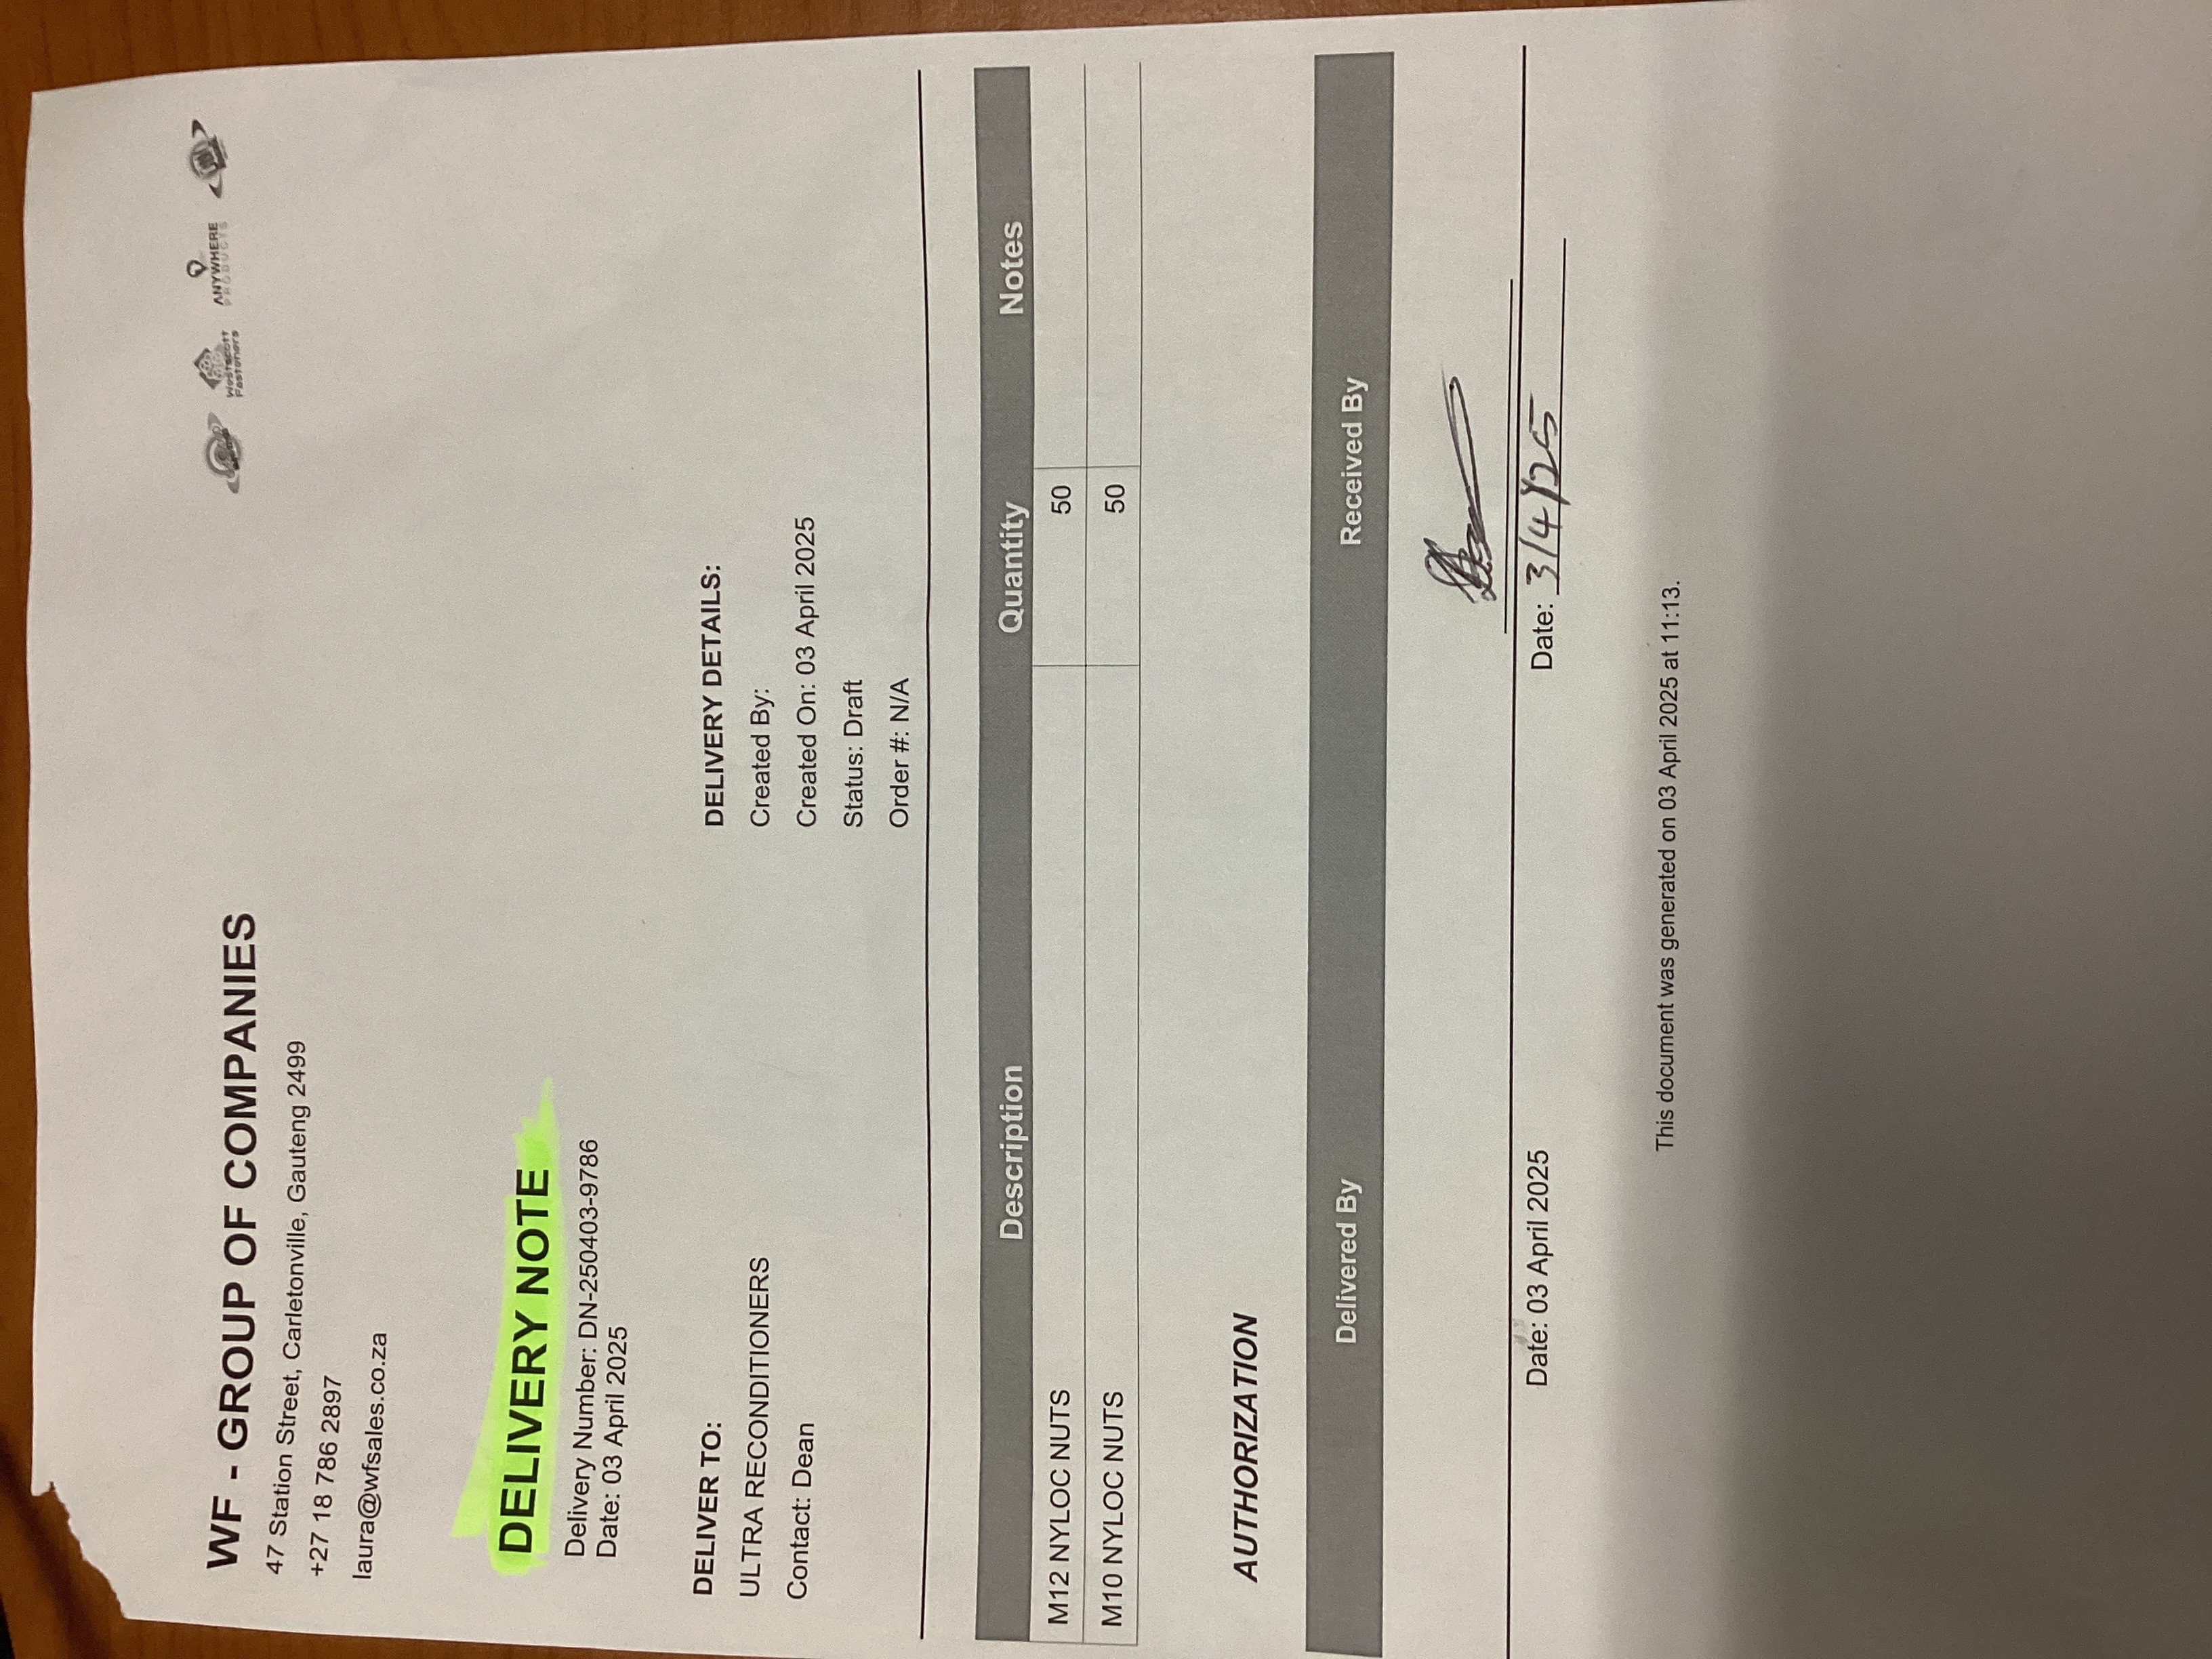 WF - GROUP OF COMPANIES
47 Station Street, Carletonville, Gauteng 2499
+27 18 786 2897
laura@wfsales.co.za
Westcott
Fasteners
ANYWHERE
PRODUCTS
DELIVERY NOTE
Delivery Number: DN-250403-9786
Date: 03 April 2025
DELIVER TO:
ULTRA RECONDITIONERS
Contact: Dean
DELIVERY DETAILS:
Created By:
Created On: 03 April 2025
Status: Draft
Order #: N/A
Description Quantity Notes
M12 NYLOC NUTS 50
M10 NYLOC NUTS 50
AUTHORIZATION
Delivered By Received By
Date: 03 April 2025 Date: 3/4/25
This document was generated on 03 April 2025 at 11:13.